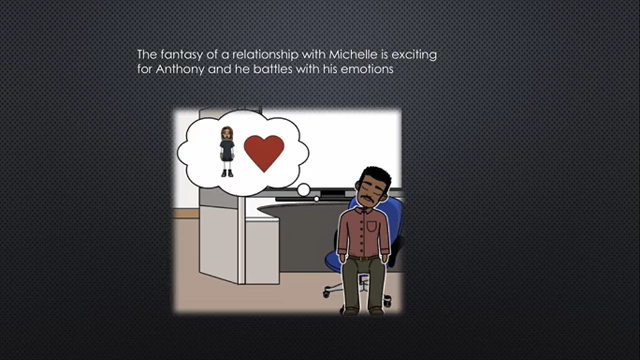 The fantasy of a relationship with Michelle is exciting
for Anthony and he battles with his emotions